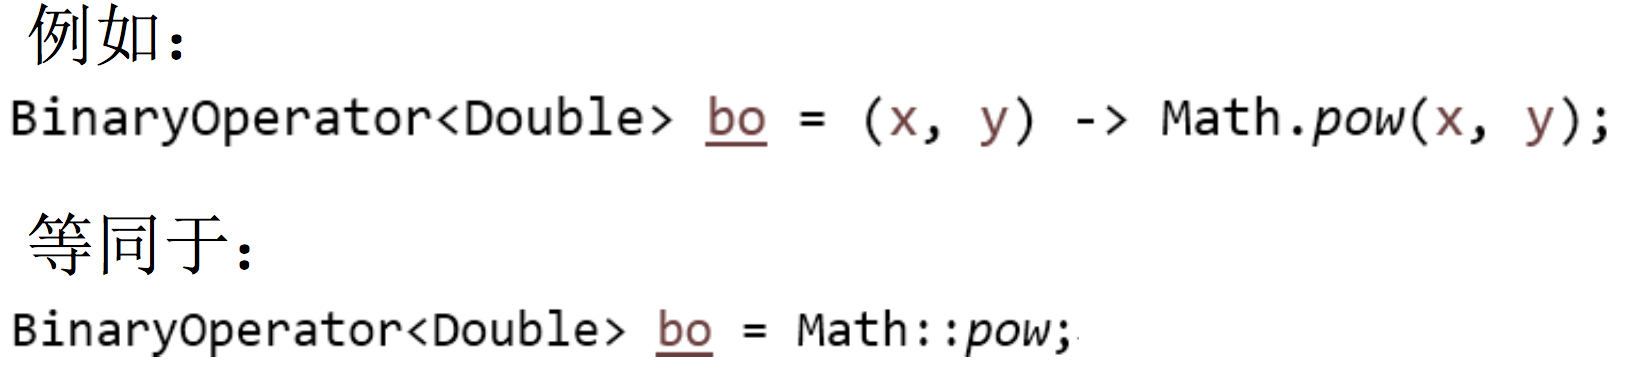 例如：
BinaryOperator<Double> bo = (x, y) -> Math.pow(x, y);
等同于：
BinaryOperator<Double> bo = Math::pow;